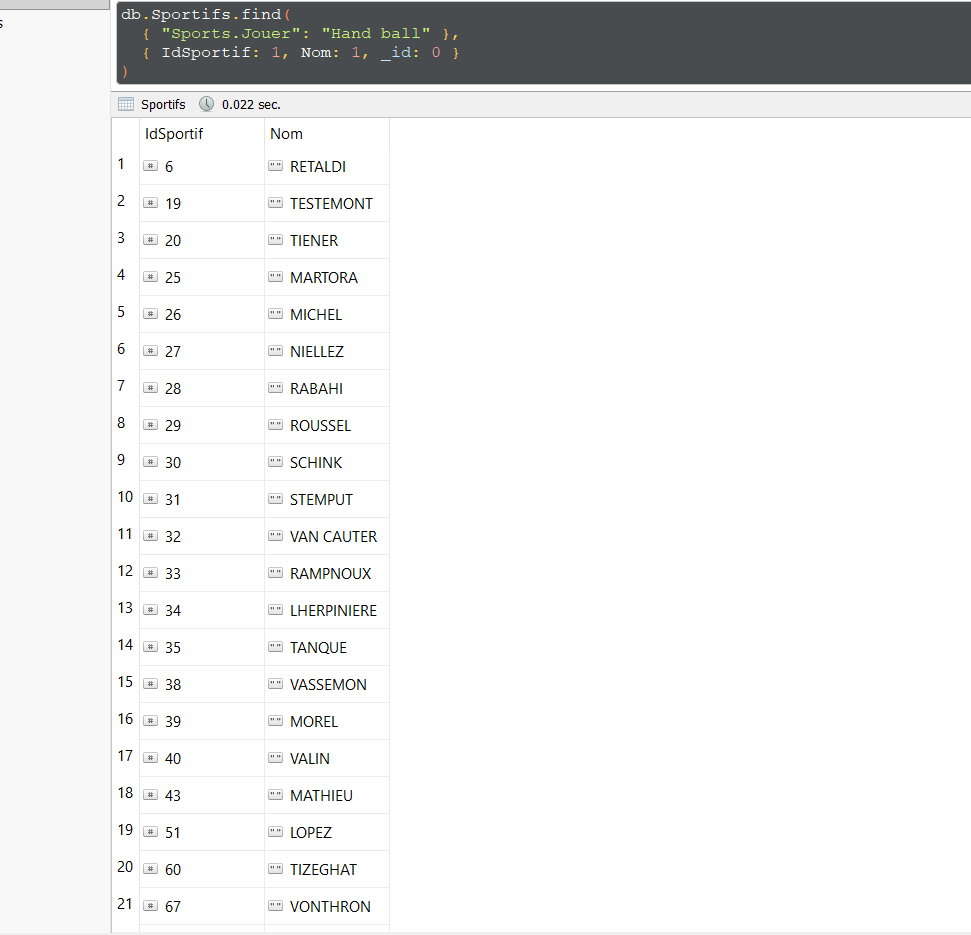 s
db.Sportifs.find(
{ "Sports.Jouer": "Hand ball" },
{ IdSportif: 1, Nom: 1, _id: 0 }
)
Sportifs 0.022 sec.
IdSportif Nom
1 # 6 "" RETALDI
2 # 19 "" TESTEMONT
3 # 20 "" TIENER
4 # 25 "" MARTORA
5 # 26 "" MICHEL
6 # 27 "" NIELLEZ
7 # 28 "" RABAHI
8 # 29 "" ROUSSEL
9 # 30 "" SCHINK
10 # 31 "" STEMPUT
11 # 32 "" VAN CAUTER
12 # 33 "" RAMPNOUX
13 # 34 "" LHERPINIERE
14 # 35 "" TANQUE
15 # 38 "" VASSEMON
16 # 39 "" MOREL
17 # 40 "" VALIN
18 # 43 "" MATHIEU
19 # 51 "" LOPEZ
20 # 60 "" TIZEGHAT
21 # 67 "" VONTHRON